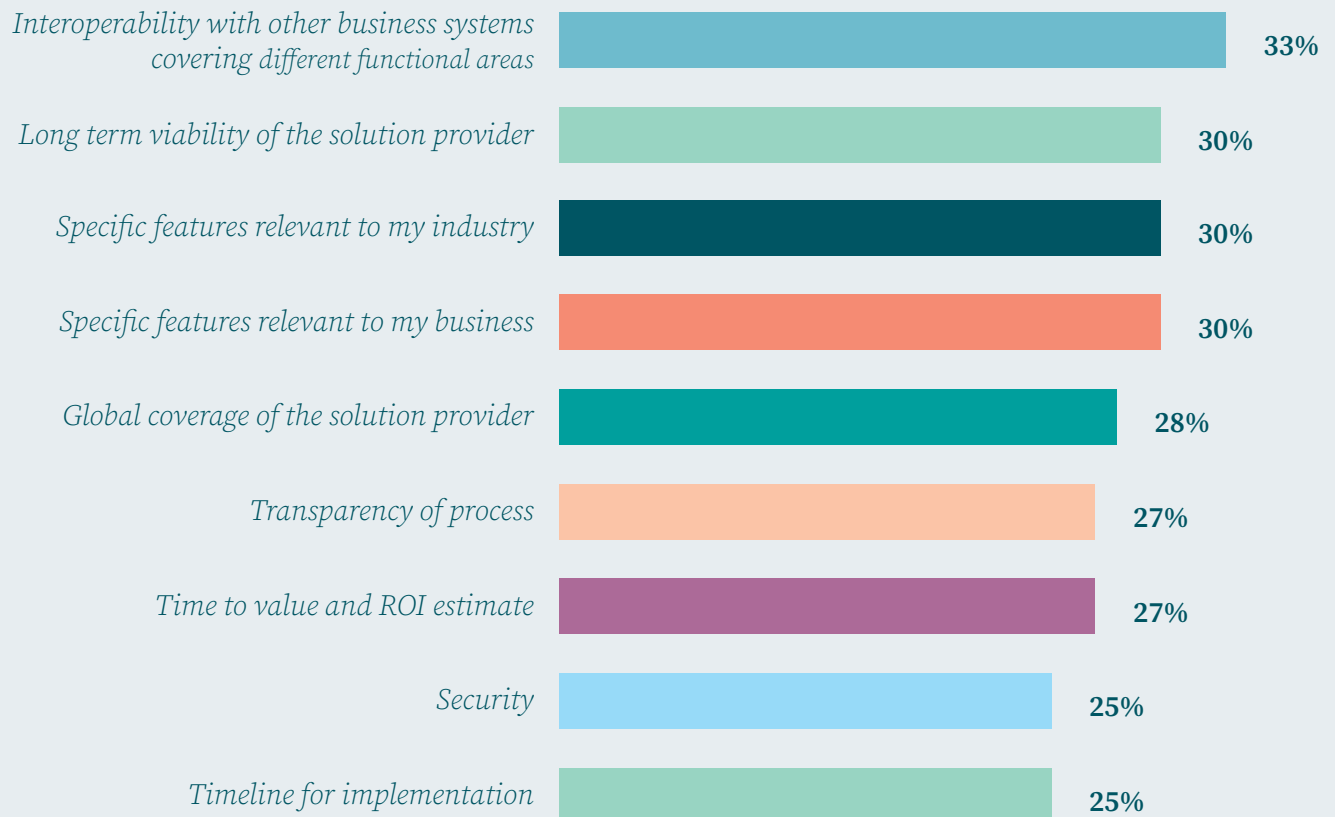 Interoperability with other business systems
covering different functional areas
33%
Long term viability of the solution provider
30%
Specific features relevant to my industry
30%
Specific features relevant to my business
30%
Global coverage of the solution provider
28%
Transparency of process
27%
Time to value and ROI estimate
27%
Security
25%
Timeline for implementation
25%